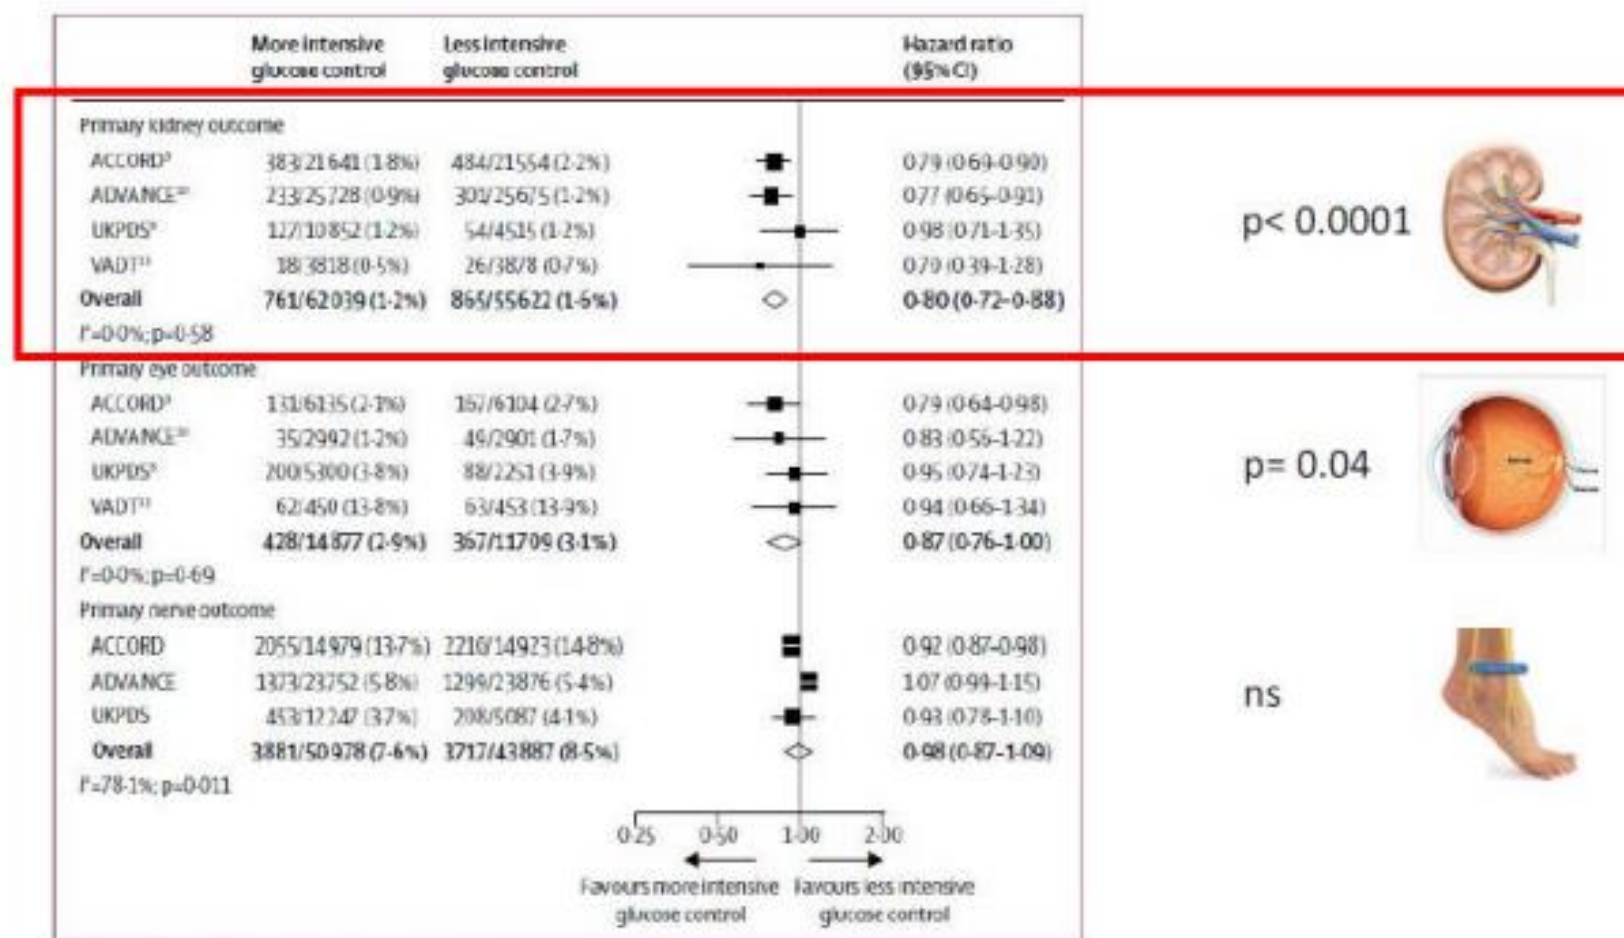 More intensive glucose control Less intensive glucose control Hazard ratio (95% CI)
Primary kidney outcome
ACCORD⁹ 383/21641 (1·8%) 484/21554 (2·2%) 0·79 (0·69–0·90)
ADVANCE¹⁰ 233/25728 (0·9%) 301/25675 (1·2%) 0·77 (0·65–0·91)
UKPDS⁸ 127/10852 (1·2%) 54/4515 (1·2%) 0·98 (0·71–1·35)
VADT¹¹ 18/3818 (0·5%) 26/3878 (0·7%) (0·39–1·28)
Overall 761/62039 (1·2%) 865/55622 (1·6%) 0·80 (0·72–0·88)
I²=0·0%; p=0·58
p< 0.0001
Primary eye outcome
ACCORD⁹ 131/6135 (2·1%) 167/6104 (2·7%) 0·79 (0·64–0·98)
ADVANCE¹⁰ 35/2992 (1·2%) 49/2901 (1·7%) 0·83 (0·56–1·22)
UKPDS⁸ 200/5300 (3·8%) 88/2251 (3·9%) 0·95 (0·74–1·23)
VADT¹¹ 62/450 (13·8%) 63/453 (13·9%) 0·94 (0·66–1·34)
Overall 428/14877 (2·9%) 367/11709 (3·1%) 0·87 (0·76–1·00)
I²=0·0%; p=0·69
p= 0.04
Primary nerve outcome
ACCORD 2055/14979 (13·7%) 2216/14923 (14·8%) 0·92 (0·87–0·98)
ADVANCE 1373/23752 (5·8%) 1299/23876 (5·4%) 1·07 (0·99–1·15)
UKPDS 453/12247 (3·7%) 208/5087 (4·1%) 0·93 (0·78–1·10)
Overall 3881/50978 (7·6%) 3717/43887 (8·5%) 0·98 (0·87–1·09)
I²=78·1%; p=0·011
ns
0·25 0·50 1·00 2·00
Favours more intensive glucose control Favours less intensive glucose control